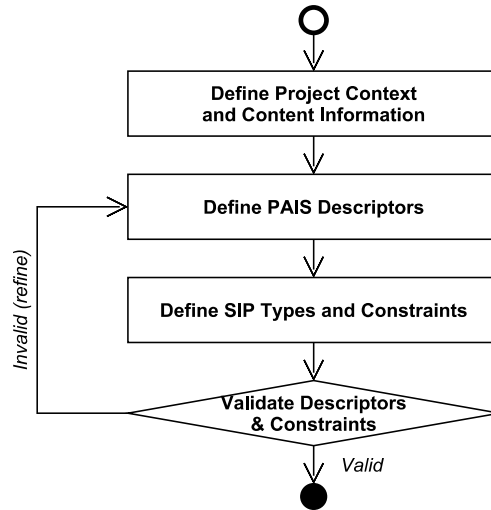 Define Project Context
and Content Information
Define PAIS Descriptors
Define SIP Types and Constraints
Invalid (refine)
Validate Descriptors
& Constraints
Valid